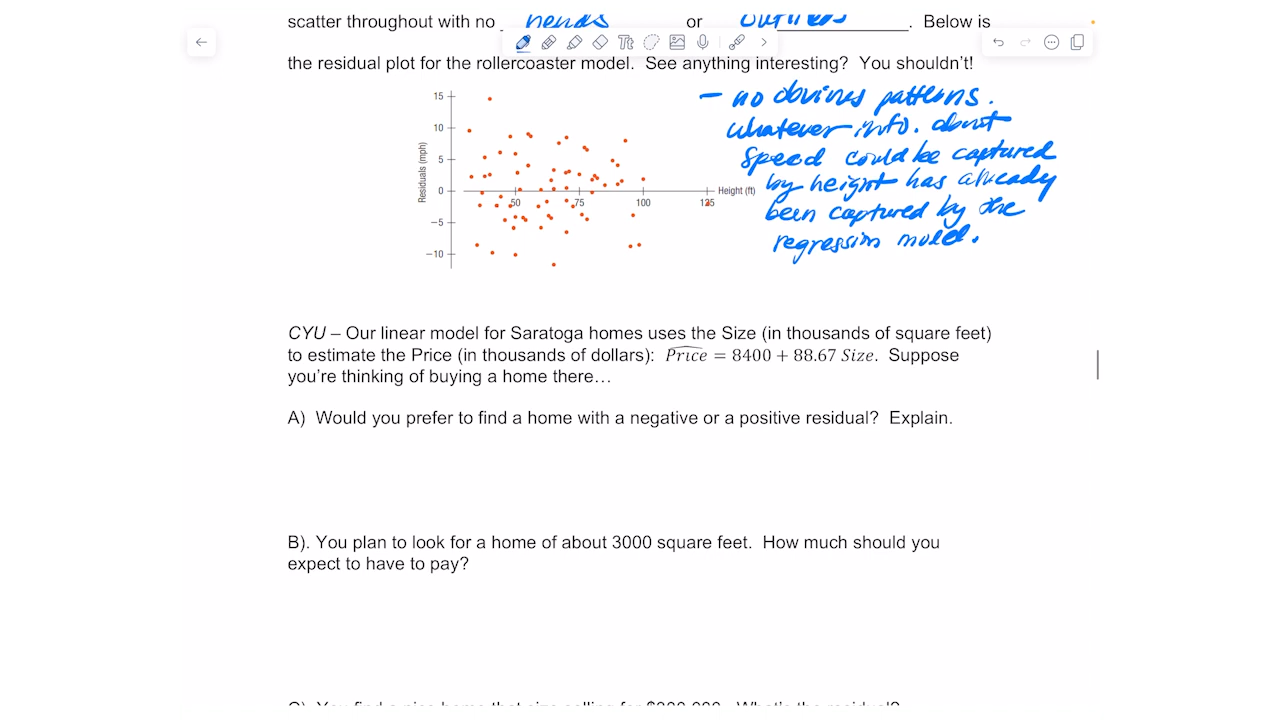 scatter throughout with no trends or outliers. Below is
the residual plot for the rollercoaster model. See anything interesting? You shouldn't!
15
10
5
0
−5
−10
Residuals (mph)
50
75
100
125
Height (ft)
– no obvious patterns.
whatever info. about
speed could be captured
by height has already
been captured by the
regression model.
CYU – Our linear model for Saratoga homes uses the Size (in thousands of square feet)
to estimate the Price (in thousands of dollars): P̂rice = 8400 + 88.67 Size. Suppose
you're thinking of buying a home there…
A) Would you prefer to find a home with a negative or a positive residual? Explain.
B). You plan to look for a home of about 3000 square feet. How much should you
expect to have to pay?